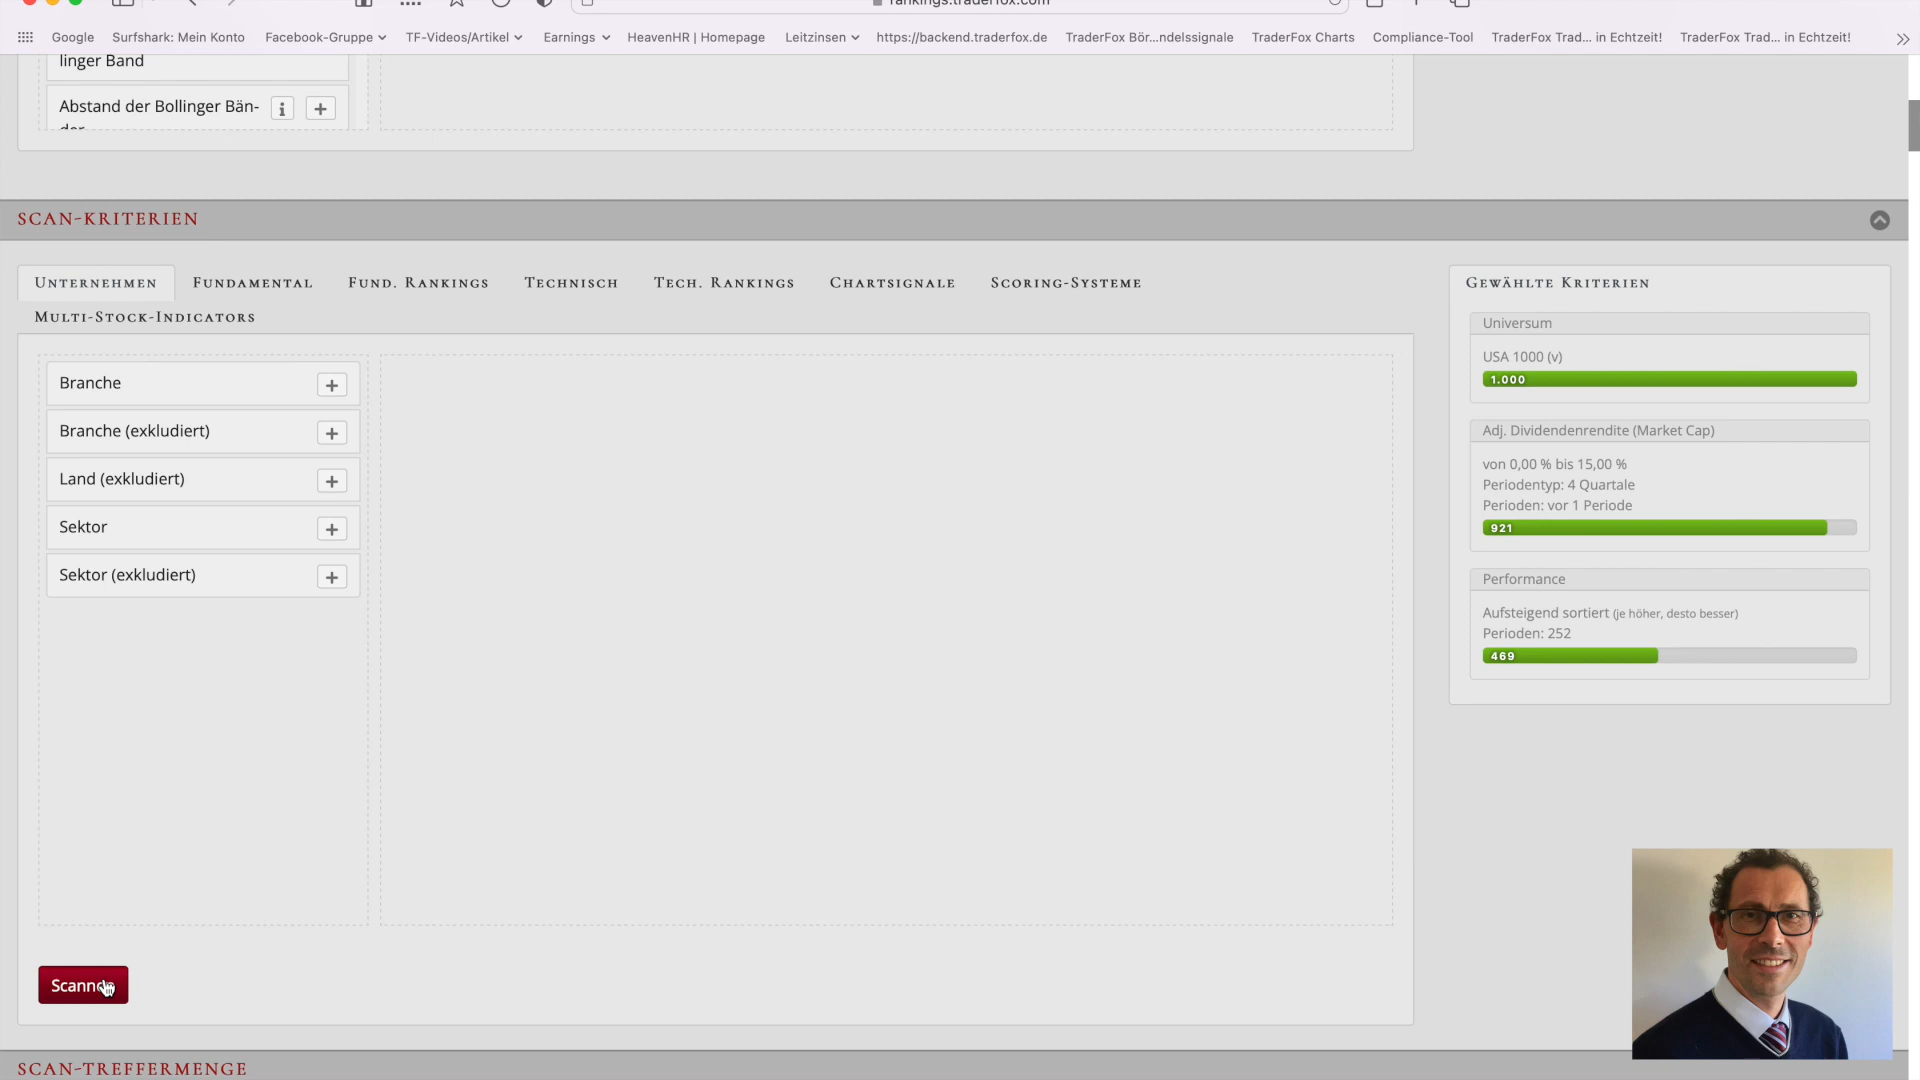 rankings.traderfox.com
Google Surfshark: Mein Konto Facebook-Gruppe TF-Videos/Artikel Earnings HeavenHR | Homepage Leitzinsen https://backend.traderfox.de TraderFox Bör...ndelssignale TraderFox Charts Compliance-Tool TraderFox Trad... in Echtzeit! TraderFox Trad... in Echtzeit!
linger Band
Abstand der Bollinger Bän-
der
SCAN-KRITERIEN
UNTERNEHMEN FUNDAMENTAL FUND. RANKINGS TECHNISCH TECH. RANKINGS CHARTSIGNALE SCORING-SYSTEME
MULTI-STOCK-INDICATORS
Branche
Branche (exkludiert)
Land (exkludiert)
Sektor
Sektor (exkludiert)
GEWÄHLTE KRITERIEN
Universum
USA 1000 (v)
1.000
Adj. Dividendenrendite (Market Cap)
von 0,00 % bis 15,00 %
Periodentyp: 4 Quartale
Perioden: vor 1 Periode
921
Performance
Aufsteigend sortiert (je höher, desto besser)
Perioden: 252
469
SCAN-TREFFERMENGE